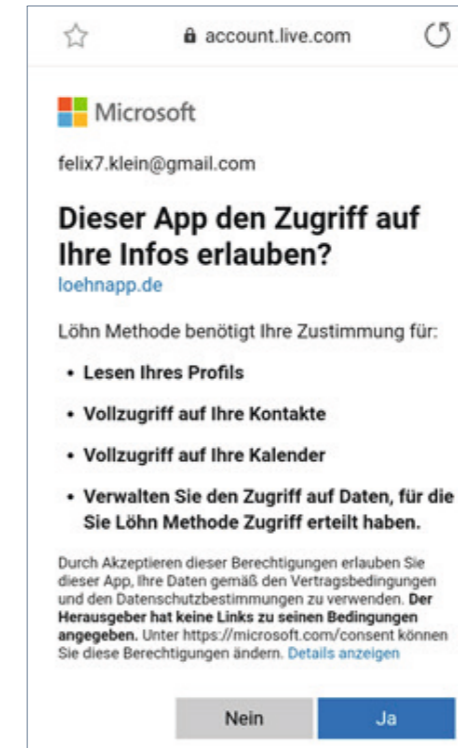 account.live.com
Microsoft
felix7.klein@gmail.com
Dieser App den Zugriff auf
Ihre Infos erlauben?
loehnapp.de
Löhn Methode benötigt Ihre Zustimmung für:
• Lesen Ihres Profils
• Vollzugriff auf Ihre Kontakte
• Vollzugriff auf Ihre Kalender
• Verwalten Sie den Zugriff auf Daten, für die
Sie Löhn Methode Zugriff erteilt haben.
Durch Akzeptieren dieser Berechtigungen erlauben Sie
dieser App, Ihre Daten gemäß den Vertragsbedingungen
und den Datenschutzbestimmungen zu verwenden. Der
Herausgeber hat keine Links zu seinen Bedingungen
angegeben. Unter https://microsoft.com/consent können
Sie diese Berechtigungen ändern. Details anzeigen
Nein Ja